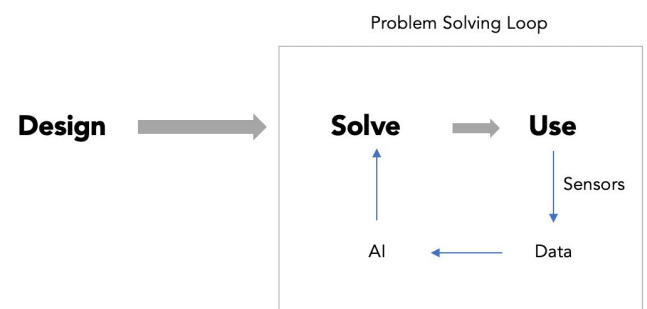 Problem Solving Loop
Design
Solve
Use
Sensors
AI
Data